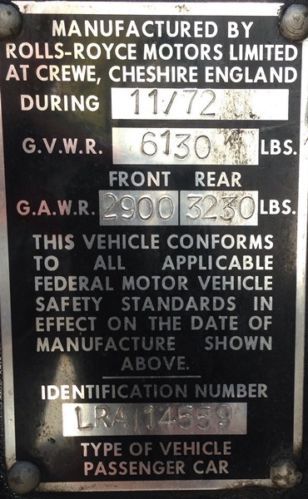 MANUFACTURED BY
ROLLS-ROYCE MOTORS LIMITED
AT CREWE, CHESHIRE ENGLAND
DURING 11/72
G.V.W.R. 6130 LBS.
FRONT REAR
G.A.W.R. 2900 3230 LBS.
THIS VEHICLE CONFORMS
TO ALL APPLICABLE
FEDERAL MOTOR VEHICLE
SAFETY STANDARDS IN
EFFECT ON THE DATE OF
MANUFACTURE SHOWN
ABOVE.
IDENTIFICATION NUMBER
LRA114559
TYPE OF VEHICLE
PASSENGER CAR